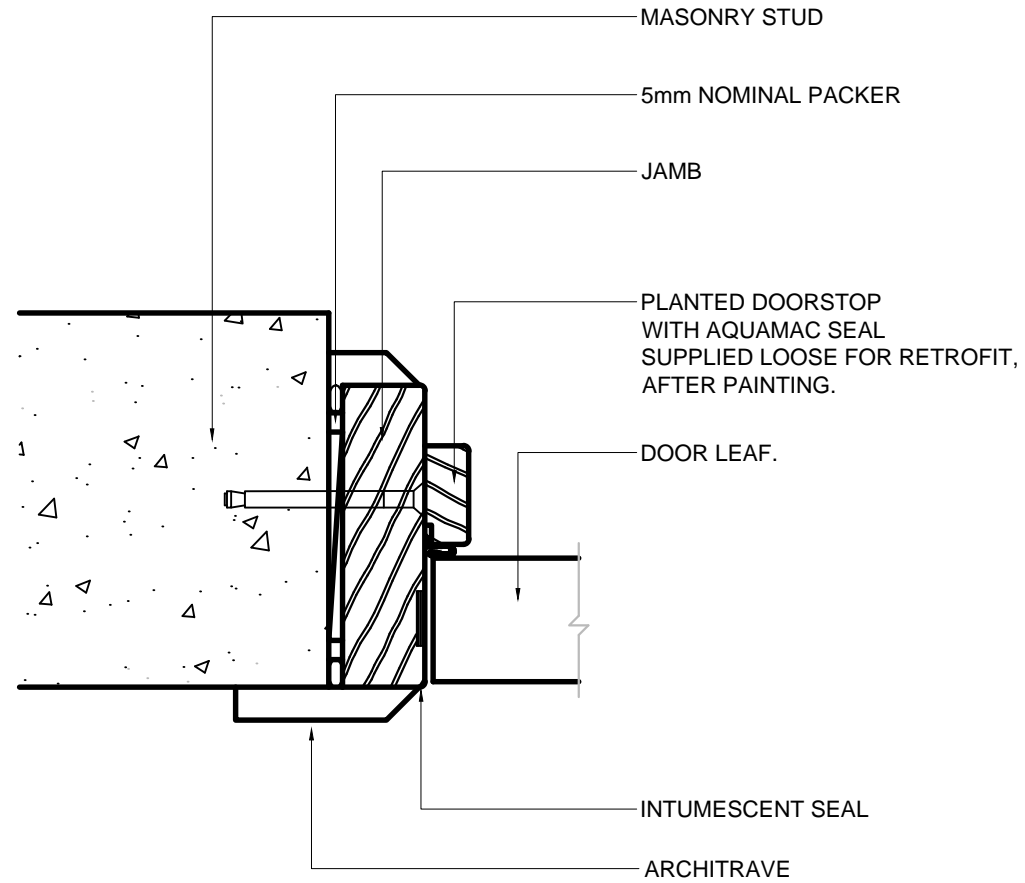 MASONRY STUD
5mm NOMINAL PACKER
JAMB
PLANTED DOORSTOP
WITH AQUAMAC SEAL
SUPPLIED LOOSE FOR RETROFIT,
AFTER PAINTING.
DOOR LEAF.
INTUMESCENT SEAL
ARCHITRAVE